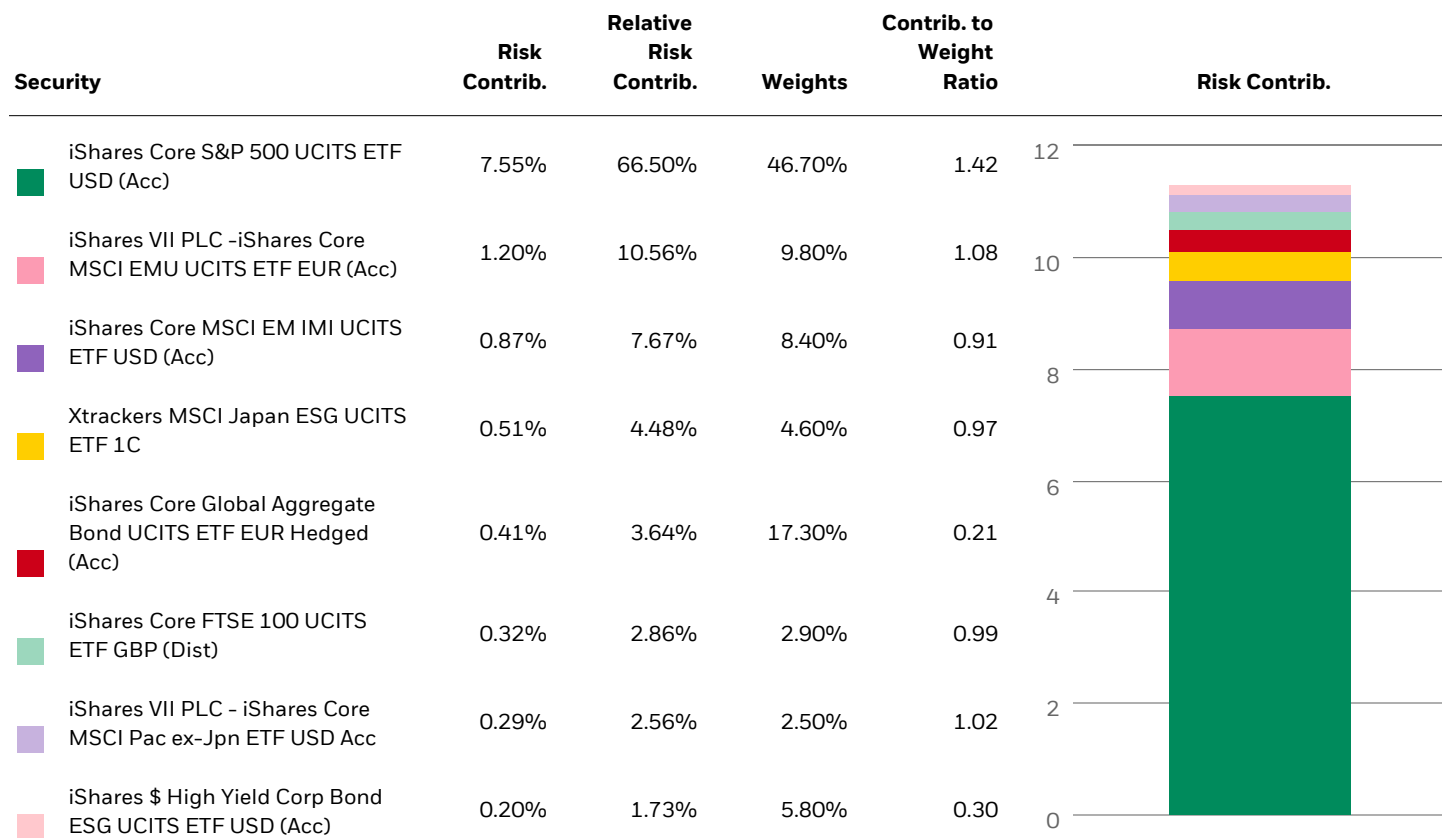 Security
Risk
Contrib.
Relative
Risk
Contrib.
Weights
Contrib. to
Weight
Ratio
Risk Contrib.
iShares Core S&P 500 UCITS ETF
USD (Acc)
7.55% 66.50% 46.70% 1.42
iShares VII PLC -iShares Core
MSCI EMU UCITS ETF EUR (Acc)
1.20% 10.56% 9.80% 1.08
iShares Core MSCI EM IMI UCITS
ETF USD (Acc)
0.87% 7.67% 8.40% 0.91
Xtrackers MSCI Japan ESG UCITS
ETF 1C
0.51% 4.48% 4.60% 0.97
iShares Core Global Aggregate
Bond UCITS ETF EUR Hedged
(Acc)
0.41% 3.64% 17.30% 0.21
iShares Core FTSE 100 UCITS
ETF GBP (Dist)
0.32% 2.86% 2.90% 0.99
iShares VII PLC - iShares Core
MSCI Pac ex-Jpn ETF USD Acc
0.29% 2.56% 2.50% 1.02
iShares $ High Yield Corp Bond
ESG UCITS ETF USD (Acc)
0.20% 1.73% 5.80% 0.30
12
10
8
6
4
2
0